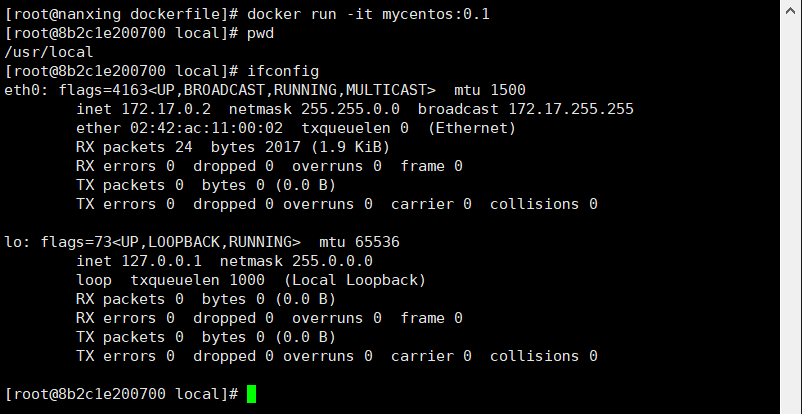 [root@nanxing dockerfile]# docker run -it mycentos:0.1
[root@8b2c1e200700 local]# pwd
/usr/local
[root@8b2c1e200700 local]# ifconfig
eth0: flags=4163<UP,BROADCAST,RUNNING,MULTICAST>  mtu 1500
        inet 172.17.0.2  netmask 255.255.0.0  broadcast 172.17.255.255
        ether 02:42:ac:11:00:02  txqueuelen 0  (Ethernet)
        RX packets 24  bytes 2017 (1.9 KiB)
        RX errors 0  dropped 0  overruns 0  frame 0
        TX packets 0  bytes 0 (0.0 B)
        TX errors 0  dropped 0 overruns 0  carrier 0  collisions 0

lo: flags=73<UP,LOOPBACK,RUNNING>  mtu 65536
        inet 127.0.0.1  netmask 255.0.0.0
        loop  txqueuelen 1000  (Local Loopback)
        RX packets 0  bytes 0 (0.0 B)
        RX errors 0  dropped 0  overruns 0  frame 0
        TX packets 0  bytes 0 (0.0 B)
        TX errors 0  dropped 0 overruns 0  carrier 0  collisions 0

[root@8b2c1e200700 local]#